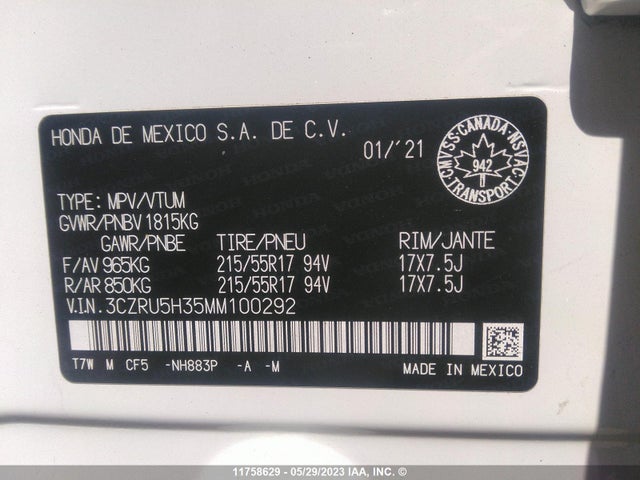 HONDA DE MEXICO S.A. DE C.V.
01/'21
CMVSS·CANADA·NSVAC
942
TRANSPORT
TYPE: MPV/VTUM
GVWR/PNBV 1815KG
GAWR/PNBE TIRE/PNEU RIM/JANTE
F/AV 965KG 215/55R17 94V 17X7.5J
R/AR 850KG 215/55R17 94V 17X7.5J
V.IN. 3CZRU5H35MM100292
T7W M CF5 -NH883P -A -M MADE IN MEXICO
11758629 - 05/29/2023 IAA, INC. ©